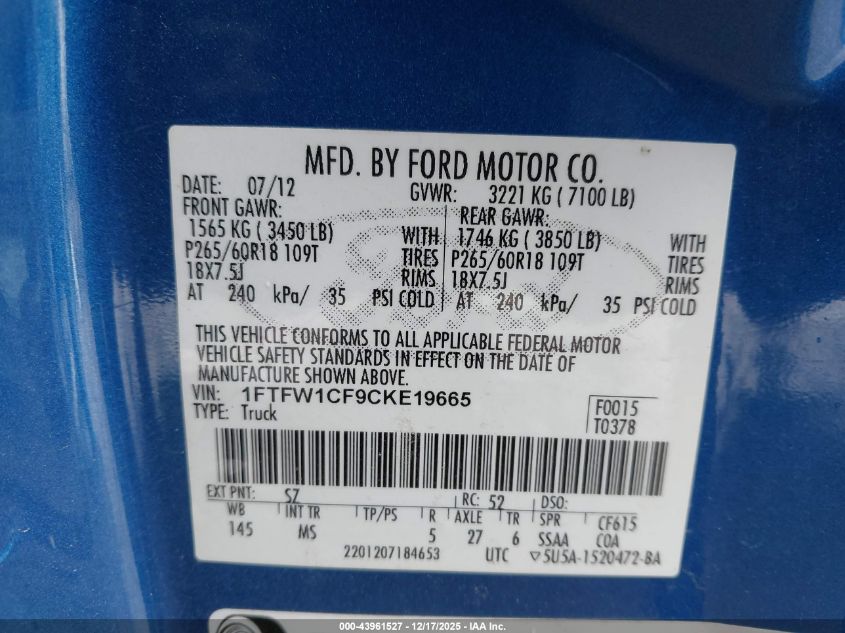 MFD. BY FORD MOTOR CO.
DATE: 07/12 GVWR: 3221 KG ( 7100 LB)
FRONT GAWR: REAR GAWR:
1565 KG ( 3450 LB) WITH 1746 KG ( 3850 LB) WITH
P265/60R18 109T TIRES P265/60R18 109T TIRES
18X7.5J RIMS 18X7.5J RIMS
AT 240 kPa/ 35 PSI COLD AT 240 kPa/ 35 PSI COLD
THIS VEHICLE CONFORMS TO ALL APPLICABLE FEDERAL MOTOR
VEHICLE SAFETY STANDARDS IN EFFECT ON THE DATE OF
MANUFACTURE SHOWN ABOVE.
VIN: 1FTFW1CF9CKE19665 F0015
TYPE: Truck T0378
EXT PNT: SZ RC: 52 DSO:
WB INT TR TP/PS R AXLE TR SPR CF615
145 MS 5 27 6 SSAA COA
2201207184653 UTC ▽5U5A-1520472-BA
000-43961527 - 12/17/2025 - IAA Inc.